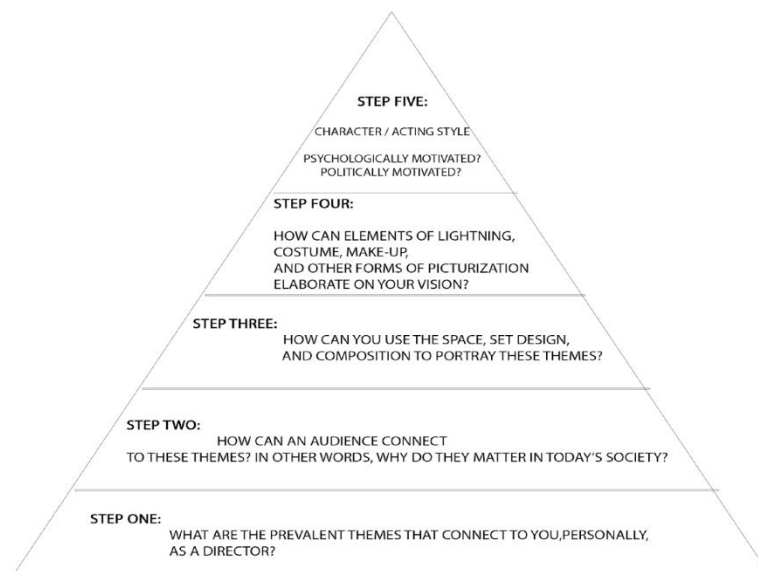 STEP FIVE:
CHARACTER / ACTING STYLE
PSYCHOLOGICALLY MOTIVATED?
POLITICALLY MOTIVATED?
STEP FOUR:
HOW CAN ELEMENTS OF LIGHTNING,
COSTUME, MAKE-UP,
AND OTHER FORMS OF PICTURIZATION
ELABORATE ON YOUR VISION?
STEP THREE:
HOW CAN YOU USE THE SPACE, SET DESIGN,
AND COMPOSITION TO PORTRAY THESE THEMES?
STEP TWO:
HOW CAN AN AUDIENCE CONNECT
TO THESE THEMES? IN OTHER WORDS, WHY DO THEY MATTER IN TODAY'S SOCIETY?
STEP ONE:
WHAT ARE THE PREVALENT THEMES THAT CONNECT TO YOU,PERSONALLY,
AS A DIRECTOR?